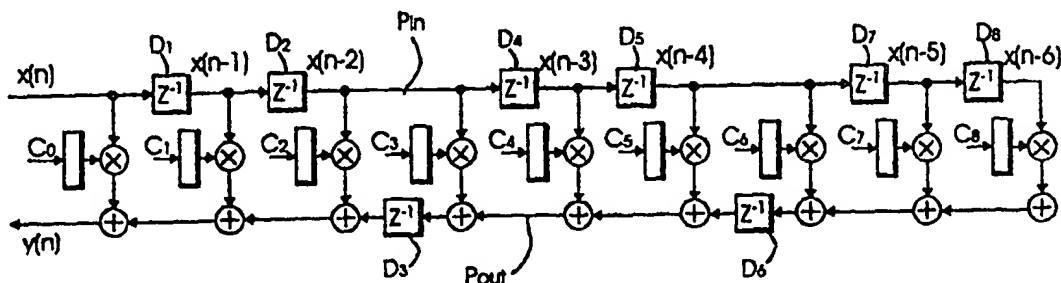 Pin
D1 D2 D4 D5 D7 D8
x(n) Z-1 x(n-1) Z-1 x(n-2) Z-1 x(n-3) Z-1 x(n-4) Z-1 x(n-5) Z-1 x(n-6)
C0 C1 C2 C3 C4 C5 C6 C7 C8
y(n) Z-1 Z-1
D3 Pout D6